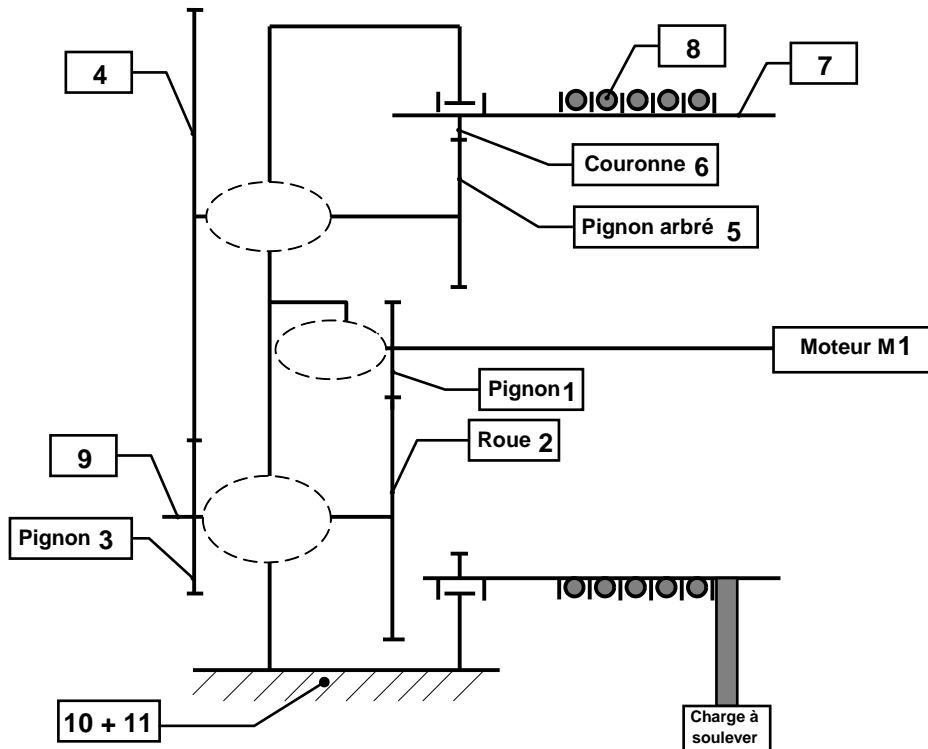 8
4
7
Couronne 6
Pignon arbré 5
Moteur M1
Pignon 1
Roue 2
9
Pignon 3
10 + 11
Charge à
soulever